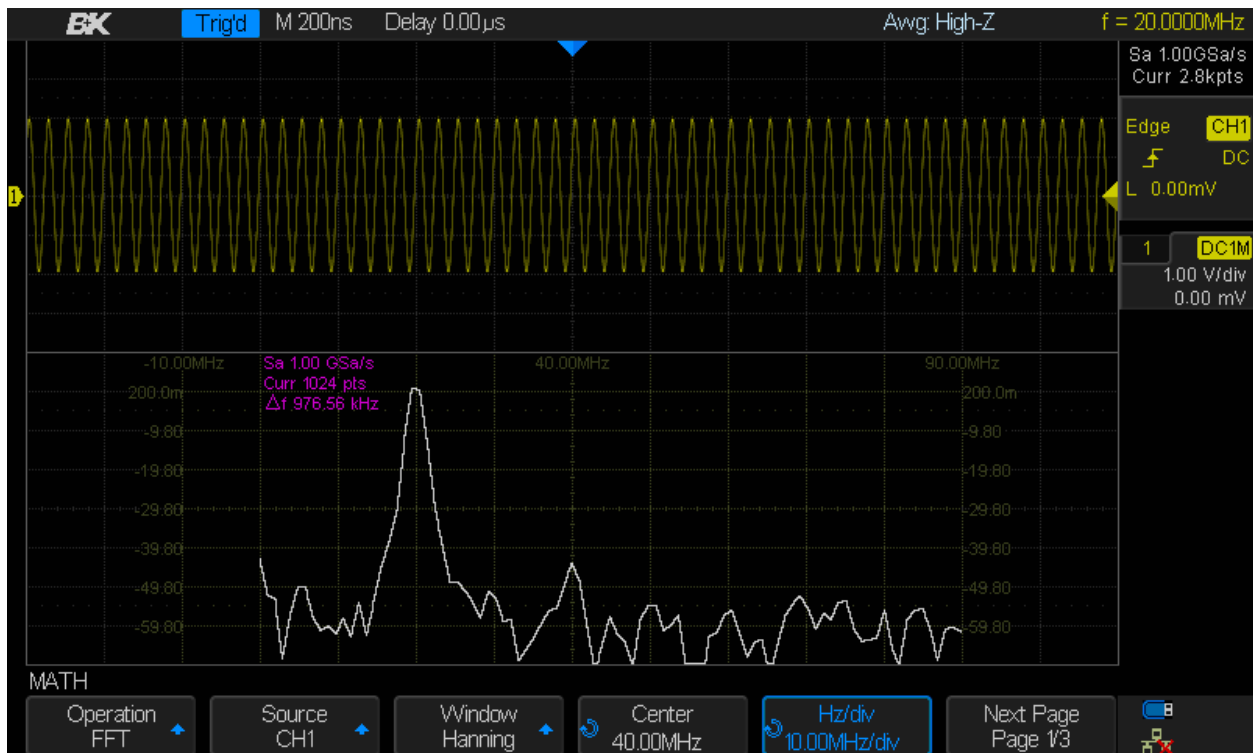 BK Trig'd M 200ns Delay 0.00µs Awg: High-Z f = 20.0000MHz
Sa 1.00GSa/s
Curr 2.8kpts
Edge CH1
DC
L 0.00mV
1
1 DC1M
1.00 V/div
0.00 mV
-10.00MHz Sa 1.00 GSa/s 40.00MHz 90.00MHz
Curr 1024 pts
200.0m △f 976.56 kHz 200.0m
-9.80 -9.80
-19.80 -19.80
-29.80 -29.80
-39.80 -39.80
-49.80 -49.80
-59.80 -59.80
MATH
Operation Source Window Center Hz/div Next Page
FFT CH1 Hanning 40.00MHz 10.00MHz/div Page 1/3